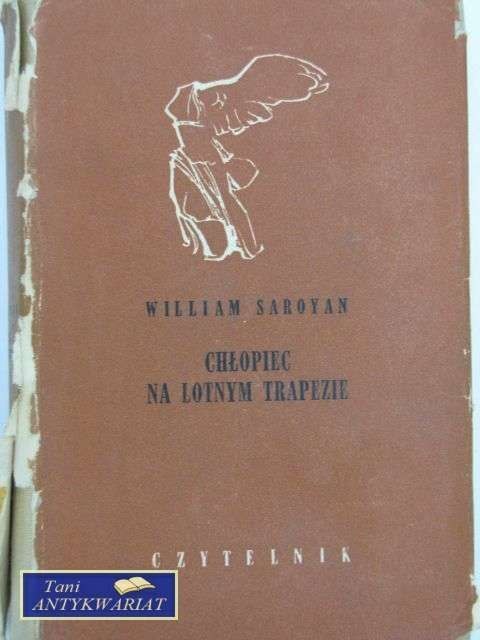 WILLIAM SAROYAN
CHŁOPIEC
NA LOTNYM TRAPEZIE
CZYTELNIK
Tani
ANTYKWARIAT